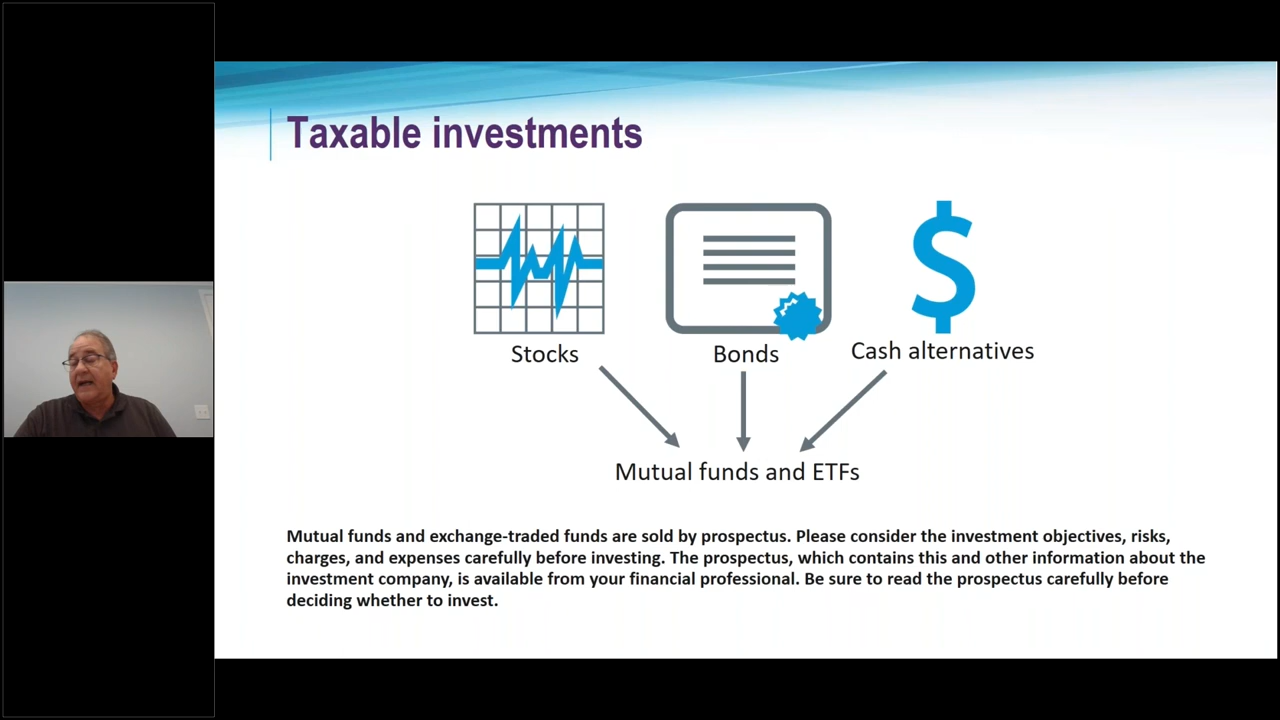 Taxable investments
Stocks
Bonds
Cash alternatives
Mutual funds and ETFs
Mutual funds and exchange-traded funds are sold by prospectus. Please consider the investment objectives, risks,
charges, and expenses carefully before investing. The prospectus, which contains this and other information about the
investment company, is available from your financial professional. Be sure to read the prospectus carefully before
deciding whether to invest.